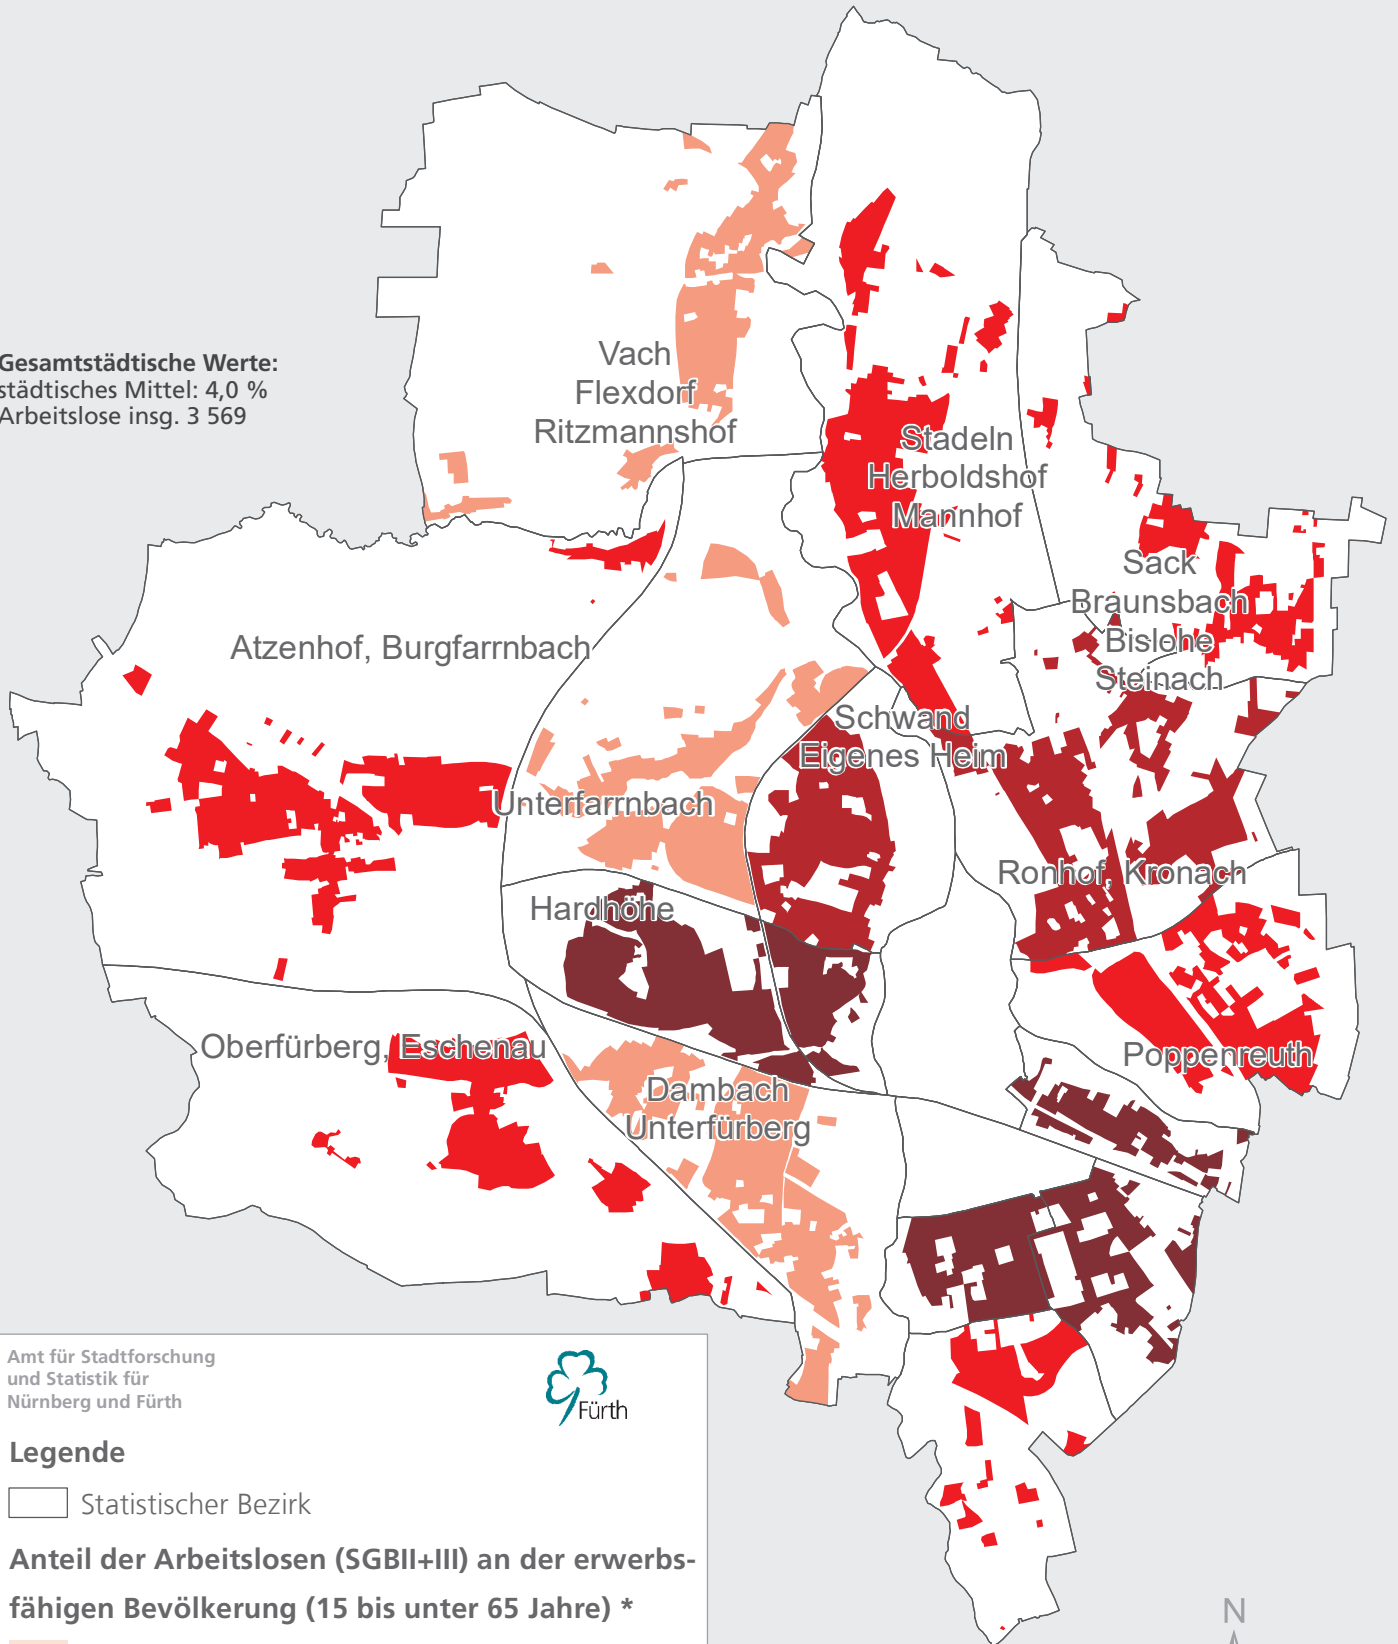 Gesamtstädtische Werte:
städtisches Mittel: 4,0 %
Arbeitslose insg. 3 569
Vach
Flexdorf
Ritzmannshof
Stadeln
Herboldshof
Mannhof
Sack
Braunsbach
Bislohe
Steinach
Atzenhof, Burgfarrnbach
Schwand
Eigenes Heim
Unterfarrnbach
Ronhof, Kronach
Hardhöhe
Oberfürberg, Eschenau
Poppenreuth
Dambach
Unterfürberg
Amt für Stadtforschung
und Statistik für
Nürnberg und Fürth
Fürth
Legende
Statistischer Bezirk
Anteil der Arbeitslosen (SGBII+III) an der erwerbs-
fähigen Bevölkerung (15 bis unter 65 Jahre) *
N